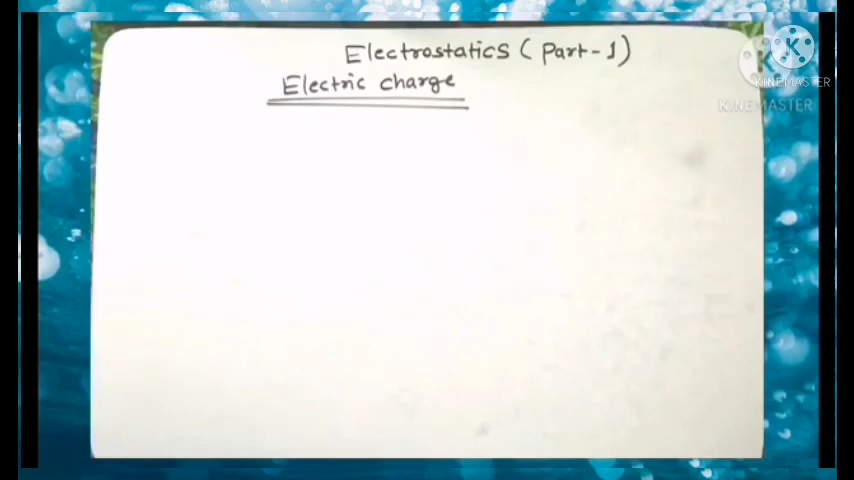 Electrostatics (Part-1)
Electric charge
K
KINEMASTER
K
KINEMASTER